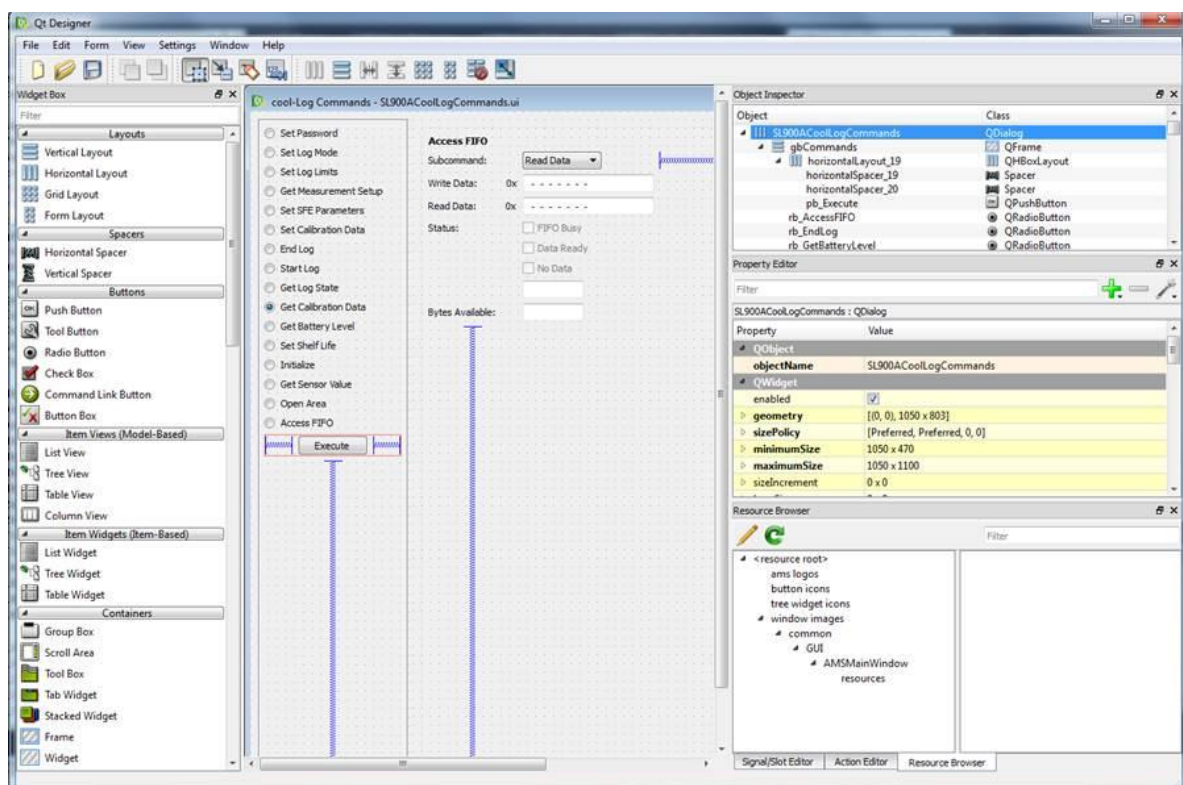 Qt Designer
File Edit Form View Settings Window Help
Widget Box
Filter
Layouts
Vertical Layout
Horizontal Layout
Grid Layout
Form Layout
Spacers
Horizontal Spacer
Vertical Spacer
Buttons
Push Button
Tool Button
Radio Button
Check Box
Command Link Button
Button Box
Item Views (Model-Based)
List View
Tree View
Table View
Column View
Item Widgets (Item-Based)
List Widget
Tree Widget
Table Widget
Containers
Group Box
Scroll Area
Tool Box
Tab Widget
Stacked Widget
Frame
Widget
cool-Log Commands - SL900ACoolLogCommands.ui
Set Password
Set Log Mode
Set Log Limits
Get Measurement Setup
Set SFE Parameters
Set Calibration Data
End Log
Start Log
Get Log State
Get Calibration Data
Get Battery Level
Set Shelf Life
Initialize
Get Sensor Value
Open Area
Access FIFO
Execute
Access FIFO
Subcommand: Read Data
Write Data: 0x - - - - - - -
Read Data: 0x - - - - - - -
Status: FIFO Busy
Data Ready
No Data
Bytes Available:
Object Inspector
Object Class
SL900ACoolLogCommands QDialog
gbCommands QFrame
horizontalLayout_19 QHBoxLayout
horizontalSpacer_19 Spacer
horizontalSpacer_20 Spacer
pb_Execute QPushButton
rb_AccessFIFO QRadioButton
rb_EndLog QRadioButton
rb_GetBatteryLevel QRadioButton
Property Editor
Filter
SL900ACoolLogCommands : QDialog
Property Value
QObject
objectName SL900ACoolLogCommands
QWidget
enabled
geometry [(0, 0), 1050 x 803]
sizePolicy [Preferred, Preferred, 0, 0]
minimumSize 1050 x 470
maximumSize 1050 x 1100
sizeIncrement 0 x 0
Resource Browser
Filter
<resource root>
ams logos
button icons
tree widget icons
window images
common
GUI
AMSMainWindow
resources
Signal/Slot Editor Action Editor Resource Browser